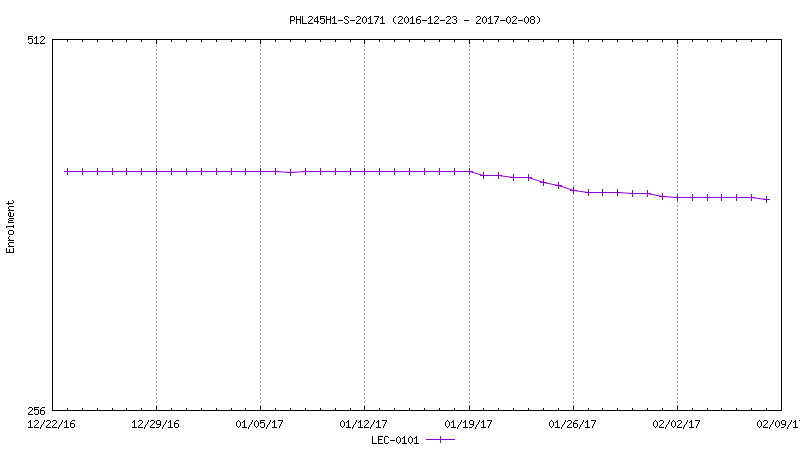 PHL245H1-S-20171 (2016-12-23 - 2017-02-08)
512
Enrolment
256
12/22/16 12/29/16 01/05/17 01/12/17 01/19/17 01/26/17 02/02/17 02/09/1
LEC-0101